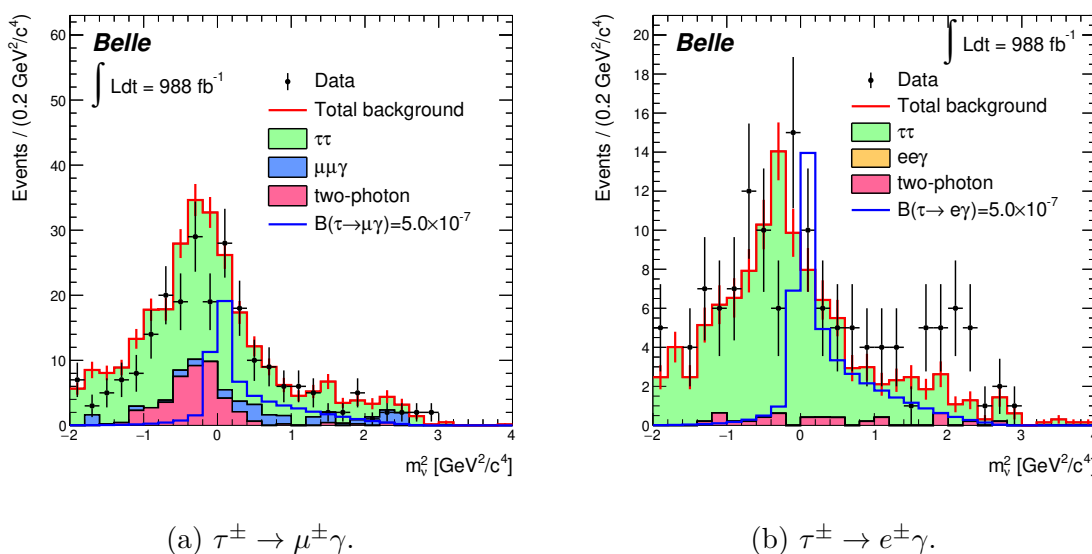 Events / (0.2 GeV²/c⁴)
60
50
40
30
20
10
0
Belle
∫ Ldt = 988 fb⁻¹
Data
Total background
ττ
μμγ
two-photon
B(τ→μγ)=5.0×10⁻⁷
−2 −1 0 1 2 3 4
m²ᵥ [GeV²/c⁴]
(a) τ± → μ±γ.
Events / (0.2 GeV²/c⁴)
20
18
16
14
12
10
8
6
4
2
0
Belle
∫ Ldt = 988 fb⁻¹
Data
Total background
ττ
eeγ
two-photon
B(τ→ eγ)=5.0×10⁻⁷
−2 −1 0 1 2 3 4
m²ᵥ [GeV²/c⁴]
(b) τ± → e±γ.